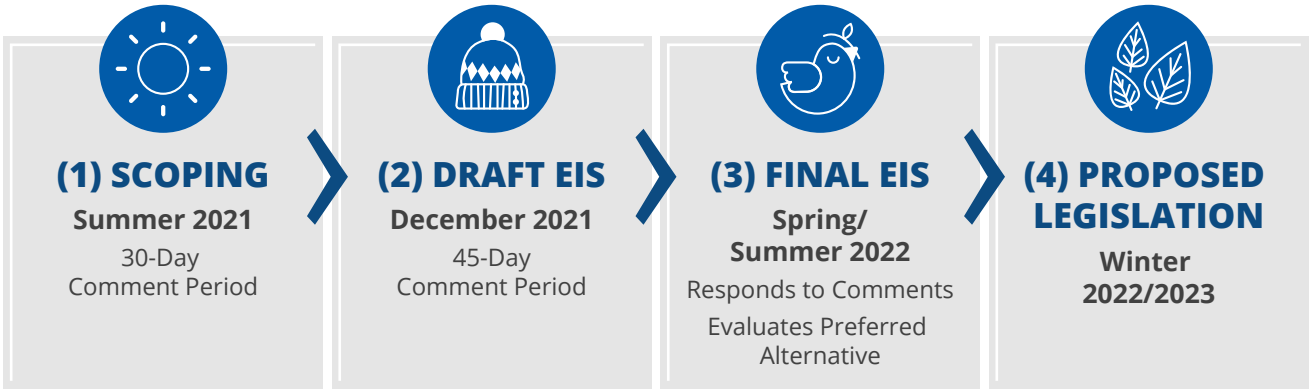 (1) SCOPING
Summer 2021
30-Day
Comment Period
(2) DRAFT EIS
December 2021
45-Day
Comment Period
(3) FINAL EIS
Spring/
Summer 2022
Responds to Comments
Evaluates Preferred
Alternative
(4) PROPOSED
LEGISLATION
Winter
2022/2023